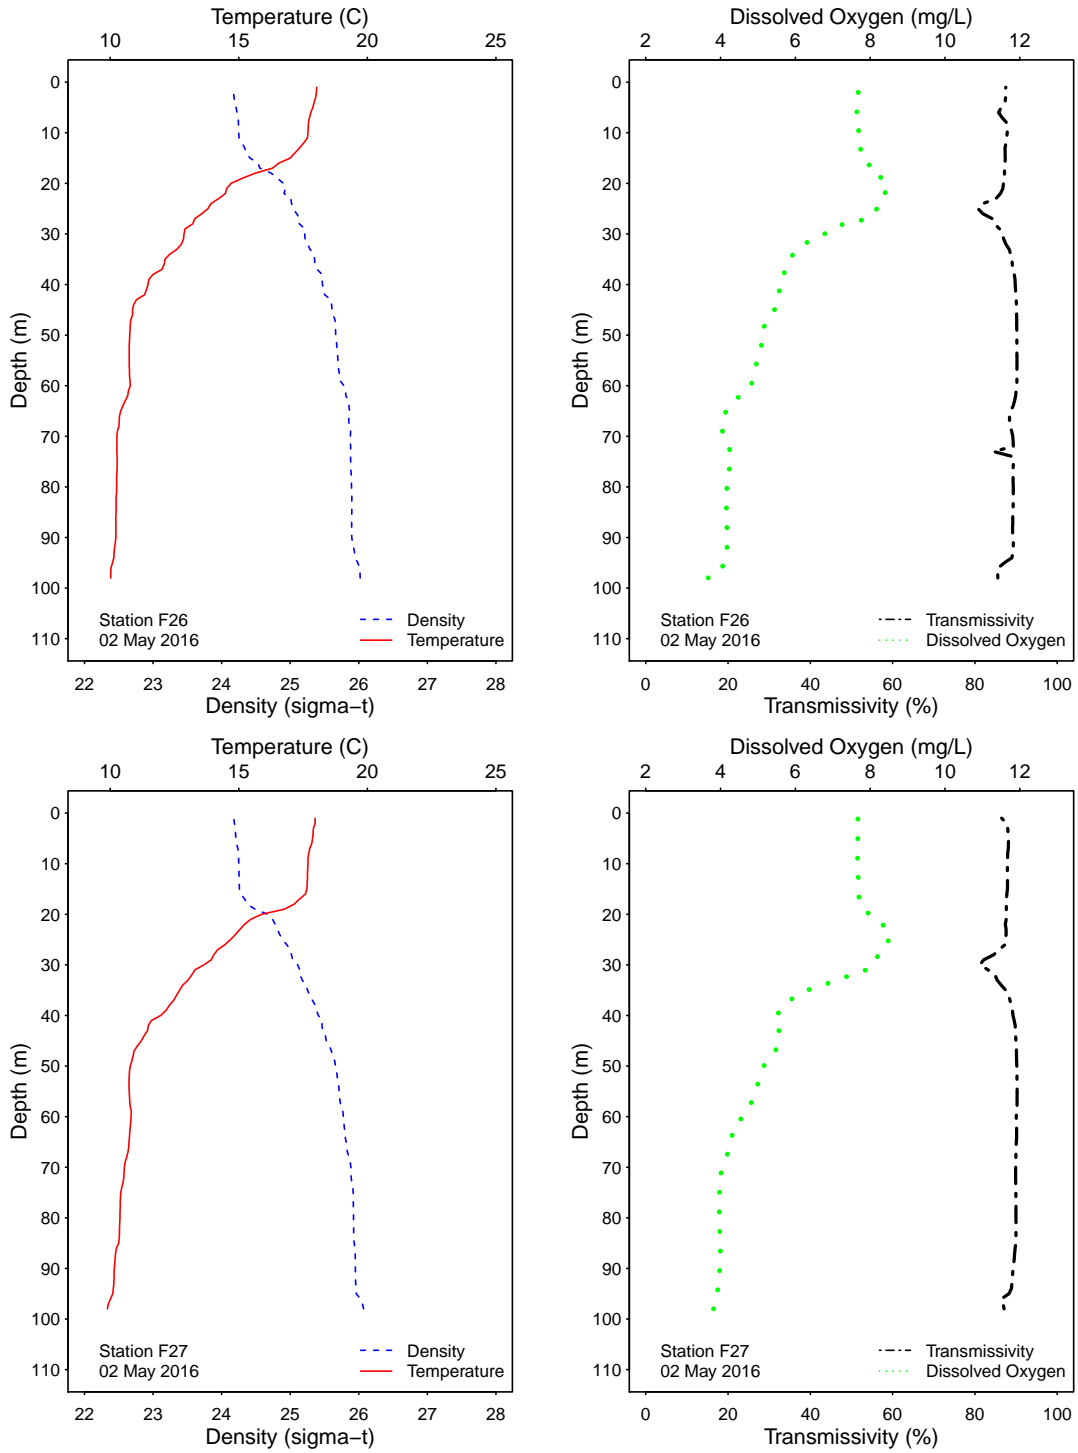 Temperature (C)
10 15 20 25
0
10
20
30
40
50
60
70
80
90
100
110
Depth (m)
Station F26
02 May 2016
Density
Temperature
22 23 24 25 26 27 28
Density (sigma−t)
Dissolved Oxygen (mg/L)
2 4 6 8 10 12
0
10
20
30
40
50
60
70
80
90
100
110
Depth (m)
Station F26
02 May 2016
Transmissivity
Dissolved Oxygen
0 20 40 60 80 100
Transmissivity (%)
Temperature (C)
10 15 20 25
0
10
20
30
40
50
60
70
80
90
100
110
Depth (m)
Station F27
02 May 2016
Density
Temperature
22 23 24 25 26 27 28
Density (sigma−t)
Dissolved Oxygen (mg/L)
2 4 6 8 10 12
0
10
20
30
40
50
60
70
80
90
100
110
Depth (m)
Station F27
02 May 2016
Transmissivity
Dissolved Oxygen
0 20 40 60 80 100
Transmissivity (%)